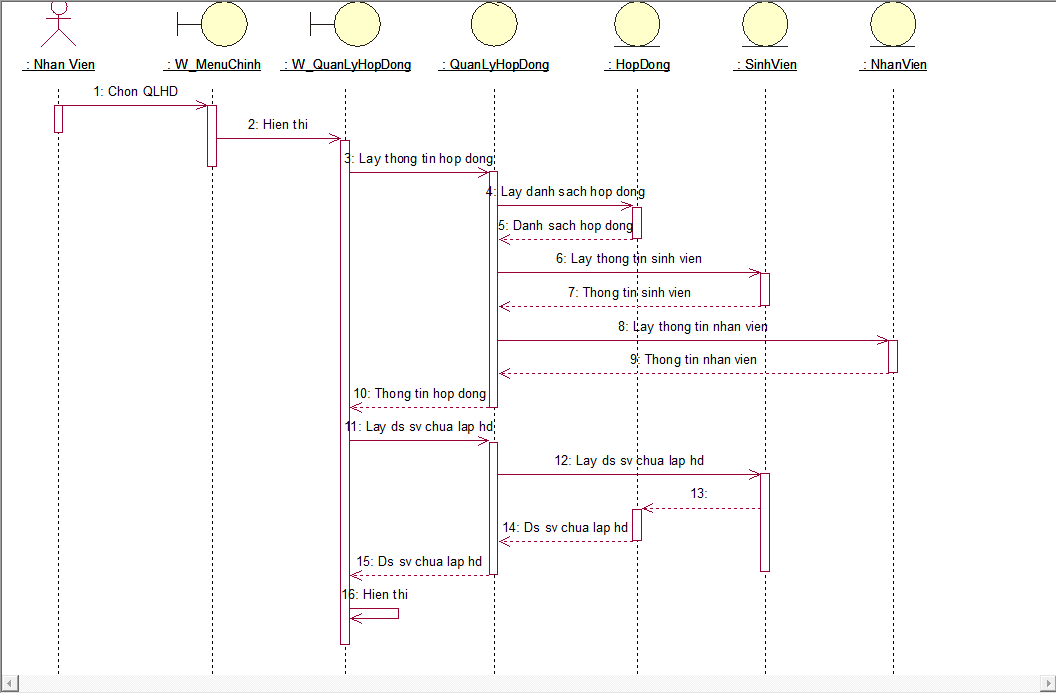 : Nhan Vien
: W_MenuChinh
: W_QuanLyHopDong
: QuanLyHopDong
: HopDong
: SinhVien
: NhanVien
1: Chon QLHD
2: Hien thi
3: Lay thong tin hop dong
4: Lay danh sach hop dong
5: Danh sach hop dong
6: Lay thong tin sinh vien
7: Thong tin sinh vien
8: Lay thong tin nhan vien
9: Thong tin nhan vien
10: Thong tin hop dong
11: Lay ds sv chua lap hd
12: Lay ds sv chua lap hd
13:
14: Ds sv chua lap hd
15: Ds sv chua lap hd
16: Hien thi